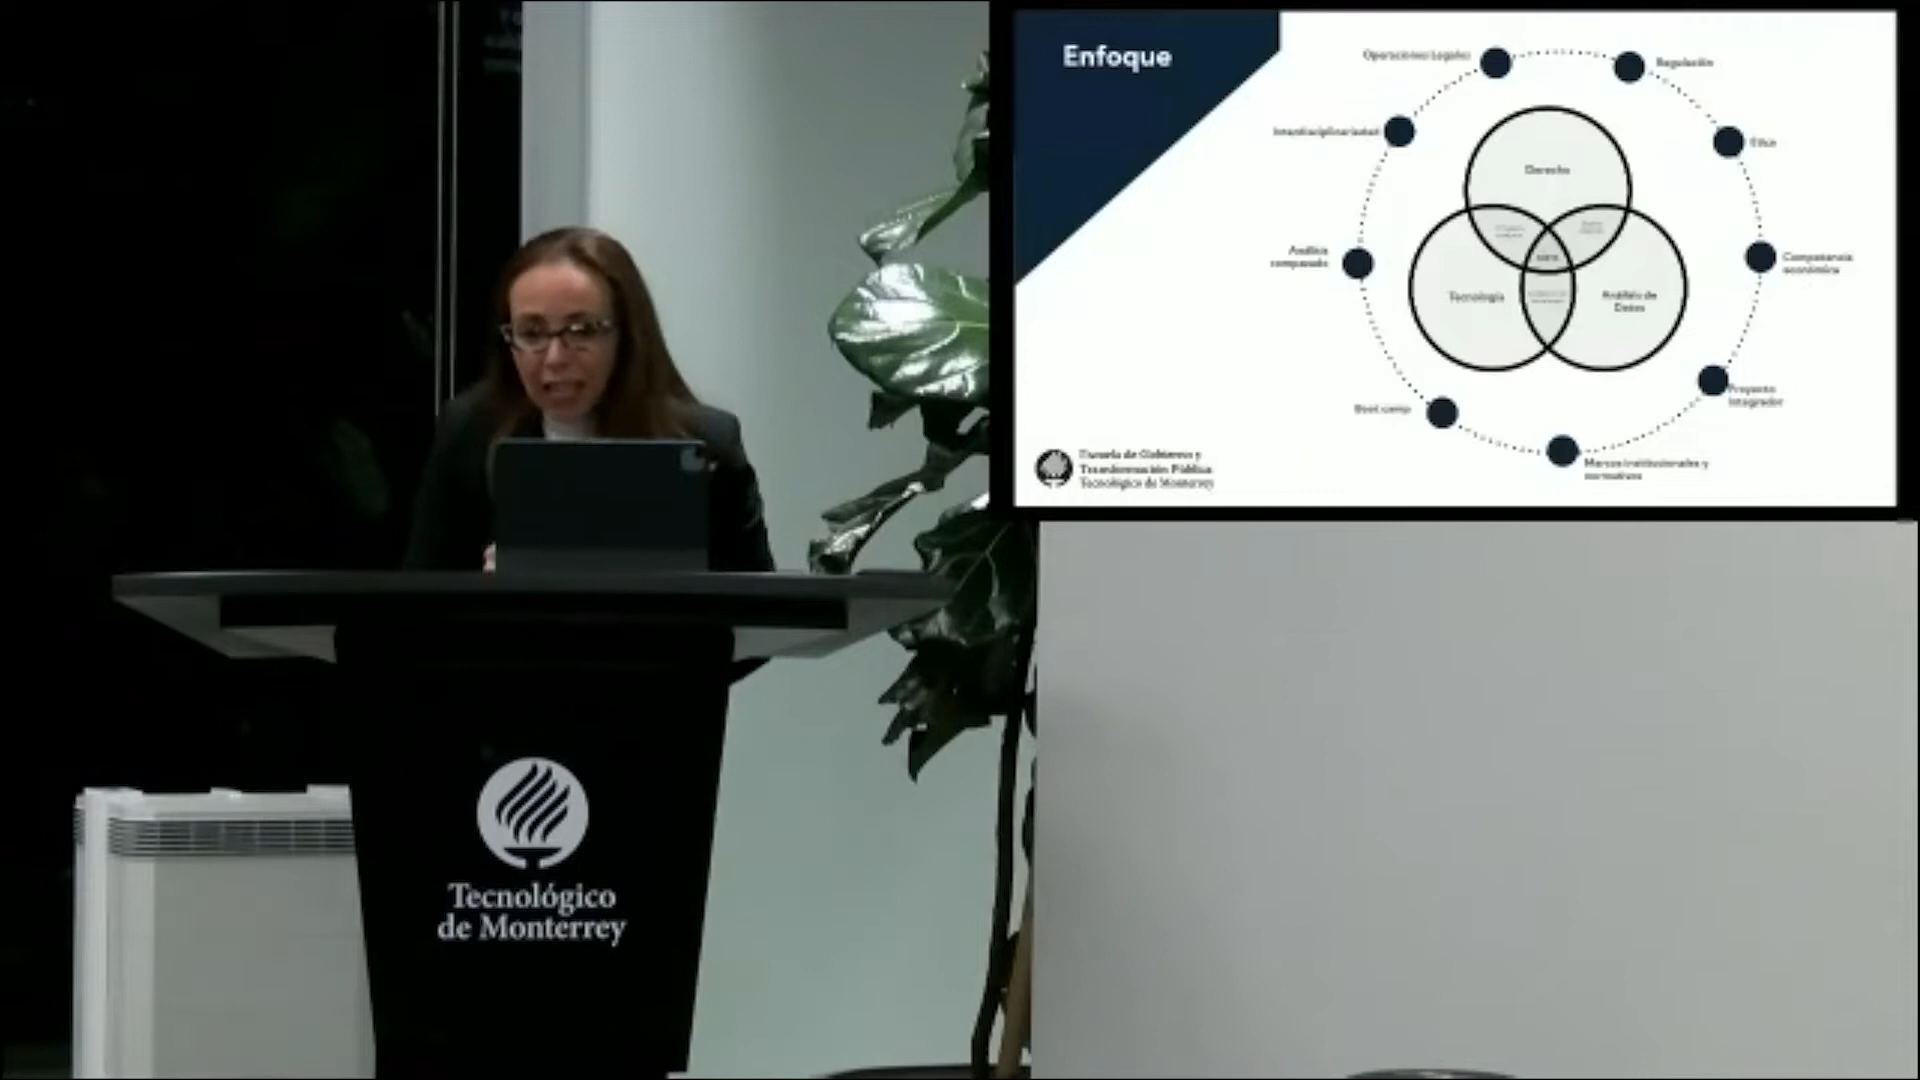 Enfoque
Operaciones Legales
Regulación
Interdisciplinariedad
Ética
Derecho
Análisis
comparado
Competencia
económica
Tecnología
Análisis de
Datos
Proyecto
Integrador
Boot camp
Marcos institucionales y
normativos
Escuela de Gobierno y
Transformación Pública
Tecnológico de Monterrey
Tecnológico
de Monterrey